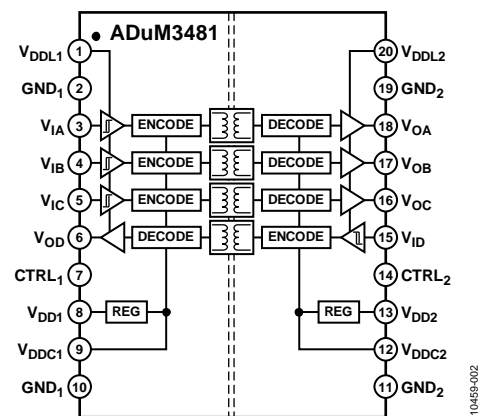 ADuM3481
VDDL1 1 20 VDDL2
GND1 2 19 GND2
VIA 3 ENCODE DECODE 18 VOA
VIB 4 ENCODE DECODE 17 VOB
VIC 5 ENCODE DECODE 16 VOC
VOD 6 DECODE ENCODE 15 VID
CTRL1 7 14 CTRL2
VDD1 8 REG REG 13 VDD2
VDDC1 9 12 VDDC2
GND1 10 11 GND2
10459-002